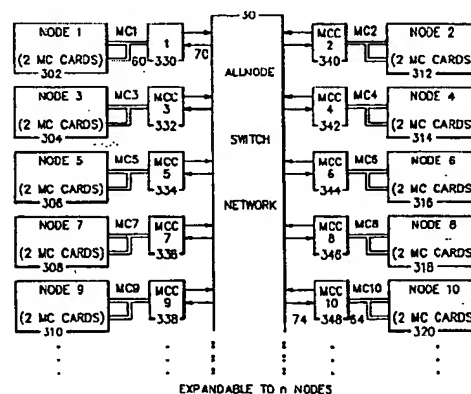 30
NODE 1
(2 MC CARDS)
302
MC1
60
1
330
70
ALLNODE
SWITCH
NETWORK
MCC
2
340
MC2
NODE 2
(2 MC CARDS)
312
NODE 3
(2 MC CARDS)
304
MC3
MCC
3
332
MCC
4
342
MC4
NODE 4
(2 MC CARDS)
314
NODE 5
(2 MC CARDS)
306
MC5
MCC
5
334
MCC
6
344
MC6
NODE 6
(2 MC CARDS)
316
NODE 7
(2 MC CARDS)
308
MC7
MCC
7
336
MCC
8
346
MC8
NODE 8
(2 MC CARDS)
318
NODE 9
(2 MC CARDS)
310
MC9
MCC
9
338
74
MCC
10
348
64
MC10
NODE 10
(2 MC CARDS)
320
EXPANDABLE TO n NODES